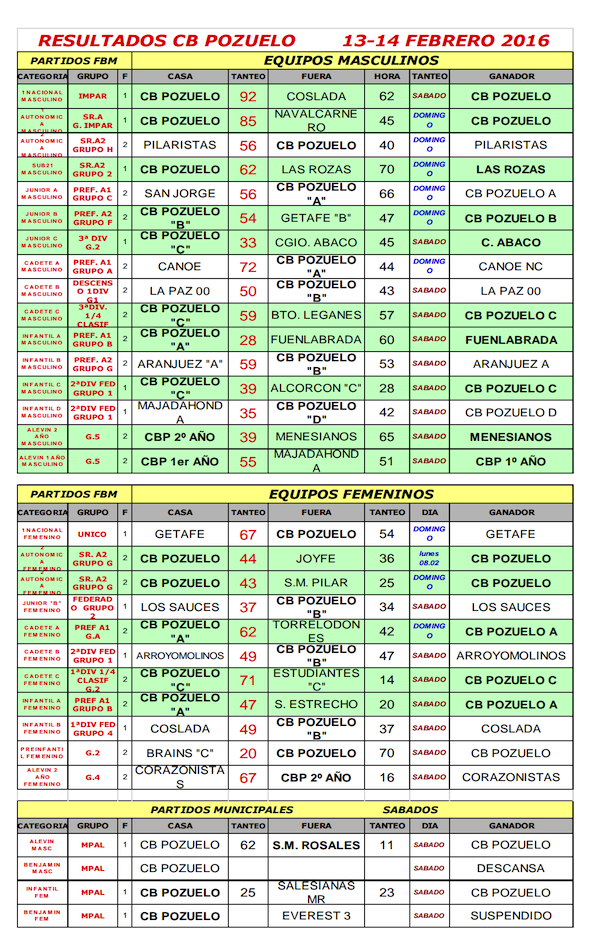 RESULTADOS CB POZUELO 13-14 FEBRERO 2016
PARTIDOS FBM EQUIPOS MASCULINOS
CATEGORIA GRUPO F CASA TANTEO FUERA HORA TANTEO GANADOR
1 NACIONAL MASCULINO IMPAR 1 CB POZUELO 92 COSLADA 62 SABADO CB POZUELO
1 AUTONOMICA MASCULINO SR.A G. IMPAR 1 CB POZUELO 85 NAVALCARNERO 45 DOMINGO CB POZUELO
2 AUTONOMICA MASCULINO SR.A2 GRUPO H 2 PILARISTAS 56 CB POZUELO 40 DOMINGO PILARISTAS
SUB21 MASCULINO SR.A2 GRUPO 2 1 CB POZUELO 62 LAS ROZAS 70 DOMINGO LAS ROZAS
JUNIOR A MASCULINO PREF. A1 GRUPO C 2 SAN JORGE 56 CB POZUELO "A" 66 DOMINGO CB POZUELO A
JUNIOR B MASCULINO PREF. A2 GRUPO F 2 CB POZUELO "B" 54 GETAFE "B" 47 DOMINGO CB POZUELO B
JUNIOR C MASCULINO 3ª DIV G.2 1 CB POZUELO "C" 33 CGIO. ABACO 45 SABADO C. ABACO
CADETE A MASCULINO PREF. A1 GRUPO A 2 CANOE 72 CB POZUELO "A" 44 DOMINGO CANOE NC
CADETE B MASCULINO DESCENSO 1DIV G1 2 LA PAZ 00 50 CB POZUELO "B" 43 SABADO LA PAZ 00
CADETE C MASCULINO 3ªDIV. 1/4 CLASIF 2 CB POZUELO "C" 59 BTO. LEGANES 57 SABADO CB POZUELO C
INFANTIL A MASCULINO PREF. A1 GRUPO B 2 CB POZUELO "A" 28 FUENLABRADA 60 SABADO FUENLABRADA
INFANTIL B MASCULINO PREF. A2 GRUPO G 2 ARANJUEZ "A" 59 CB POZUELO "B" 53 SABADO ARANJUEZ A
INFANTIL C MASCULINO 2ªDIV FED GRUPO 1 1 CB POZUELO "C" 39 ALCORCON "C" 28 SABADO CB POZUELO C
INFANTIL D MASCULINO 2ªDIV FED GRUPO 1 1 MAJADAHONDA 35 CB POZUELO "D" 42 SABADO CB POZUELO D
ALEVIN 2 AÑO MASCULINO G.5 2 CBP 2º AÑO 39 MENESIANOS 65 SABADO MENESIANOS
ALEVIN 1 AÑO MASCULINO G.5 2 CBP 1er AÑO 55 MAJADAHONDA 51 SABADO CBP 1º AÑO
PARTIDOS FBM EQUIPOS FEMENINOS
CATEGORIA GRUPO F CASA TANTEO FUERA TANTEO DIA GANADOR
1 NACIONAL FEMENINO UNICO 1 GETAFE 67 CB POZUELO 54 DOMINGO GETAFE
2 AUTONOMICA FEMENINO SR. A2 GRUPO G 2 CB POZUELO 44 JOYFE 36 lunes 08.02 CB POZUELO
AUTONOMICA FEMENINO SR. A2 GRUPO G 2 CB POZUELO 43 S.M. PILAR 25 DOMINGO CB POZUELO
JUNIOR "B" FEMENINO FEDERADO GRUPO 2 1 LOS SAUCES 37 CB POZUELO "B" 34 SABADO LOS SAUCES
CADETE A FEMENINO PREF A1 G.A 2 CB POZUELO "A" 62 TORRELODONES 42 DOMINGO CB POZUELO A
CADETE B FEMENINO 2ªDIV FED GRUPO 1 1 ARROYOMOLINOS 49 CB POZUELO "B" 47 SABADO ARROYOMOLINOS
CADETE C FEMENINO 1ªDIV 1/4 CLASIF G.2 2 CB POZUELO "C" 71 ESTUDIANTES "C" 14 SABADO CB POZUELO C
INFANTIL A FEMENINO PREF A1 GRUPO B 2 CB POZUELO "A" 47 S. ESTRECHO 20 SABADO CB POZUELO A
INFANTIL B FEMENINO 1ªDIV FED GRUPO 4 1 COSLADA 49 CB POZUELO "B" 37 SABADO COSLADA
PREINFANTIL FEMENINO G.2 2 BRAINS "C" 20 CB POZUELO 70 SABADO CB POZUELO
ALEVIN 2 AÑO FEMENINO G.4 2 CORAZONISTAS 67 CBP 2º AÑO 16 SABADO CORAZONISTAS
PARTIDOS MUNICIPALES SABADOS
CATEGORIA GRUPO F CASA TANTEO FUERA TANTEO DIA GANADOR
ALEVIN MASC MPAL 1 CB POZUELO 62 S.M. ROSALES 11 SABADO CB POZUELO
BENJAMIN MASC MPAL CB POZUELO SABADO DESCANSA
INFANTIL FEM MPAL 1 CB POZUELO 25 SALESIANAS MR 23 SABADO CB POZUELO
BENJAMIN FEM MPAL 1 CB POZUELO EVEREST 3 SABADO SUSPENDIDO